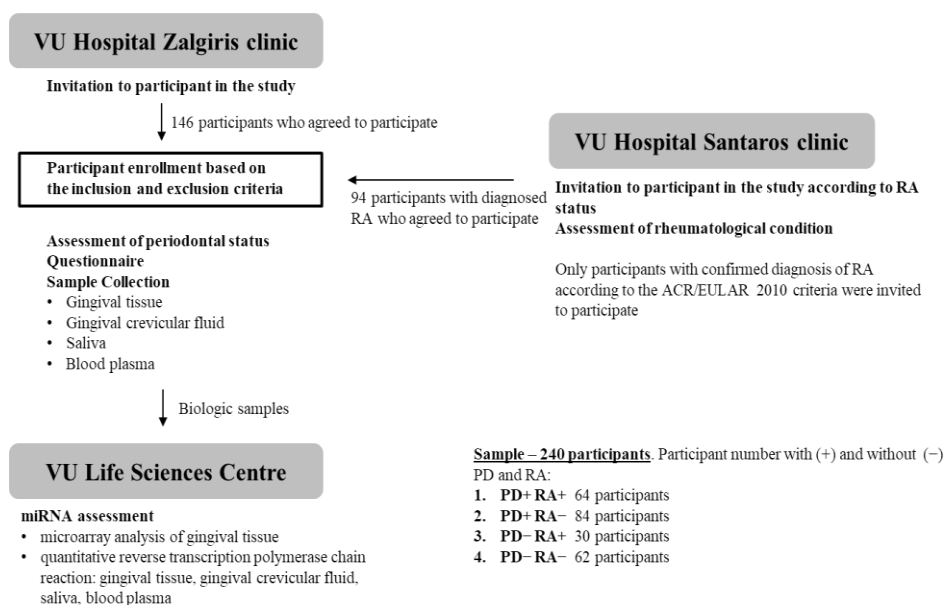 VU Hospital Zalgiris clinic
Invitation to participant in the study
146 participants who agreed to participate
Participant enrollment based on
the inclusion and exclusion criteria
VU Hospital Santaros clinic
94 participants with diagnosed
RA who agreed to participate
Invitation to participant in the study according to RA
status
Assessment of rheumatological condition
Only participants with confirmed diagnosis of RA
according to the ACR/EULAR 2010 criteria were invited
to participate
Assessment of periodontal status
Questionnaire
Sample Collection
• Gingival tissue
• Gingival crevicular fluid
• Saliva
• Blood plasma
Biologic samples
VU Life Sciences Centre
miRNA assessment
• microarray analysis of gingival tissue
• quantitative reverse transcription polymerase chain
reaction: gingival tissue, gingival crevicular fluid,
saliva, blood plasma
Sample – 240 participants. Participant number with (+) and without (−)
PD and RA:
1. PD+ RA+ 64 participants
2. PD+ RA− 84 participants
3. PD− RA+ 30 participants
4. PD− RA− 62 participants